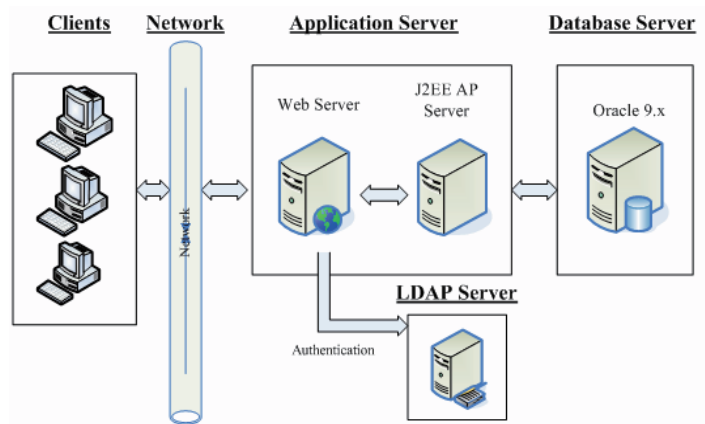 Clients
Network
Application Server
Database Server
Web Server
J2EE AP
Server
Oracle 9.x
Network
LDAP Server
Authentication